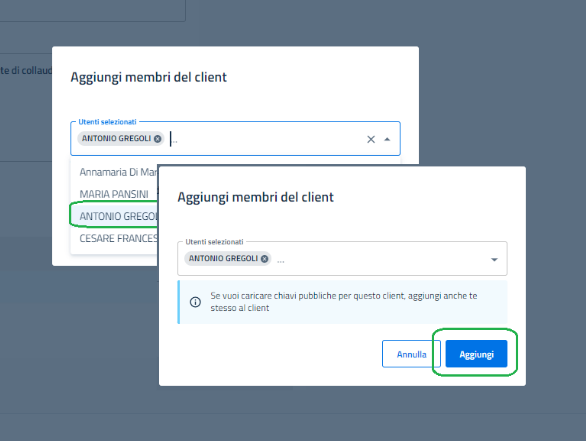 te di collaud
Aggiungi membri del client
Utenti selezionati
ANTONIO GREGOLI
...
Annamaria Di Mar
MARIA PANSINI
ANTONIO GREGOL
CESARE FRANCES
Aggiungi membri del client
Utenti selezionati
ANTONIO GREGOLI ...
Se vuoi caricare chiavi pubbliche per questo client, aggiungi anche te
stesso al client
Annulla
Aggiungi